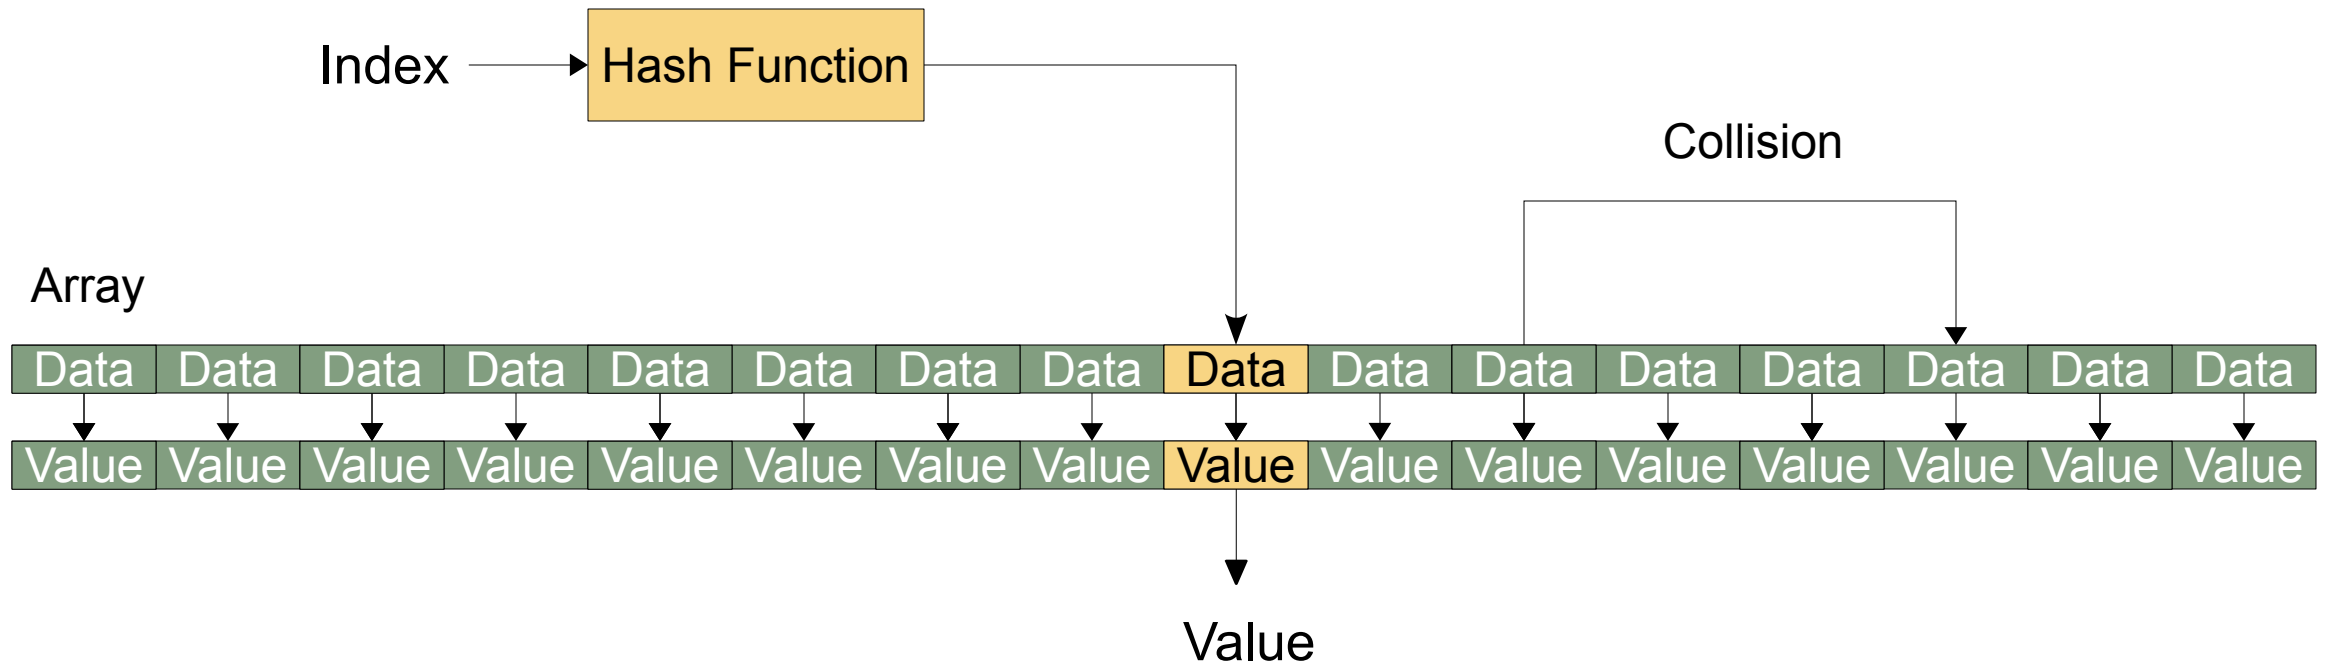 Index Hash Function
Collision
Array
Data Data Data Data Data Data Data Data Data Data Data Data Data Data Data Data
Value Value Value Value Value Value Value Value Value Value Value Value Value Value Value Value
Value